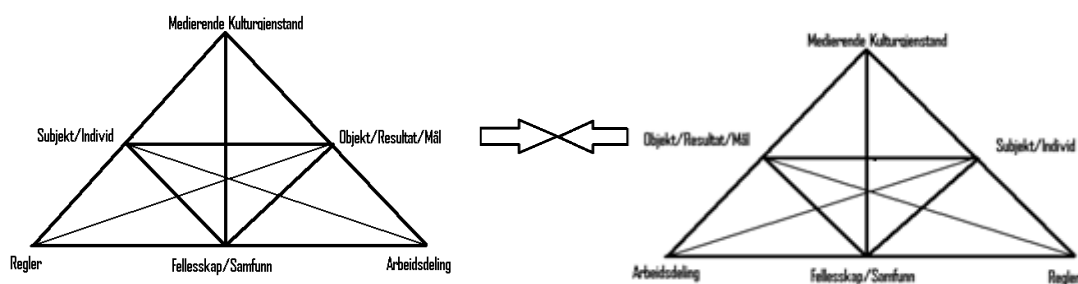 Medierende Kulturgjenstand
Subjekt/Individ
Objekt/Resultat/Mål
Regler
Fellesskap/Samfunn
Arbeidsdeling
Medierende Kulturgjenstand
Objekt/Resultat/Mål
Subjekt/Individ
Arbeidsdeling
Fellesskap/Samfunn
Regler